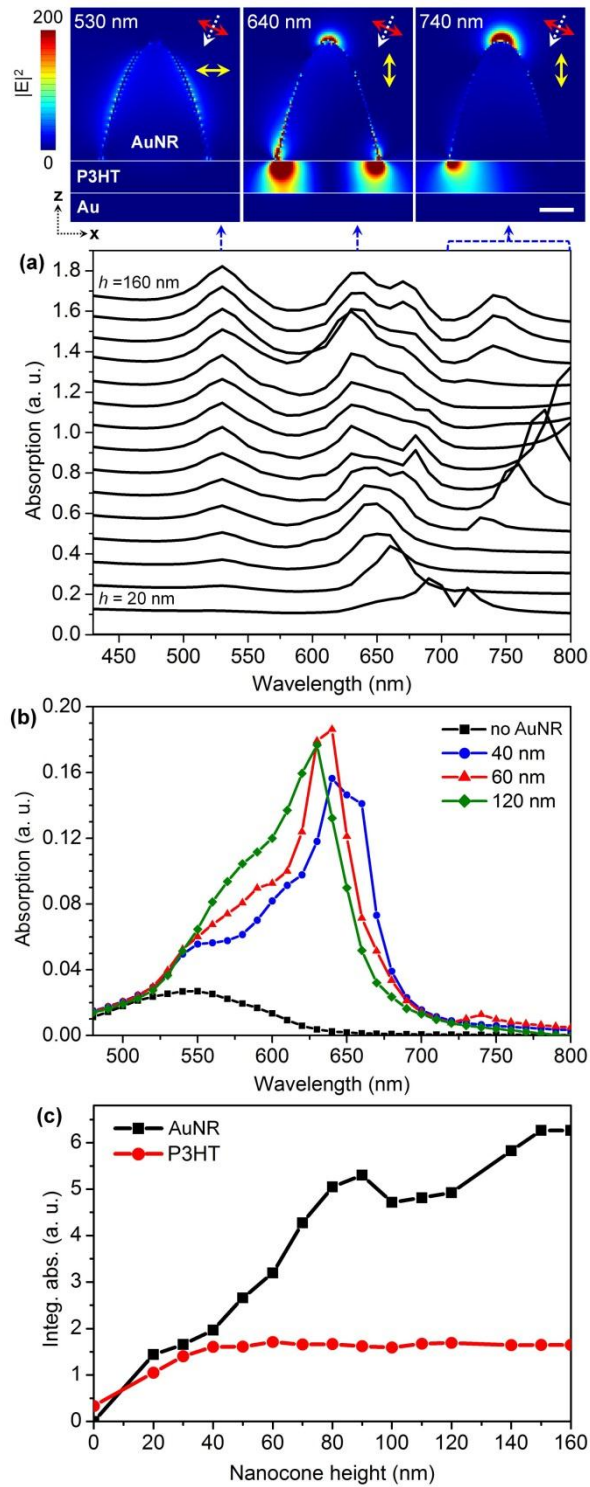 530 nm 640 nm 740 nm
200
|E|²
0
AuNR
P3HT
Au
z
x
(a)
1.8
h =160 nm
1.6
1.4
1.2
1.0
0.8
0.6
0.4
0.2
h = 20 nm
0.0
Absorption (a. u.)
450 500 550 600 650 700 750 800
Wavelength (nm)
(b)
0.20
0.16
0.12
0.08
0.04
0.00
no AuNR
40 nm
60 nm
120 nm
Absorption (a. u.)
500 550 600 650 700 750 800
Wavelength (nm)
(c)
AuNR
P3HT
6
5
4
3
2
1
0
Integ. abs. (a. u.)
0 20 40 60 80 100 120 140 160
Nanocone height (nm)